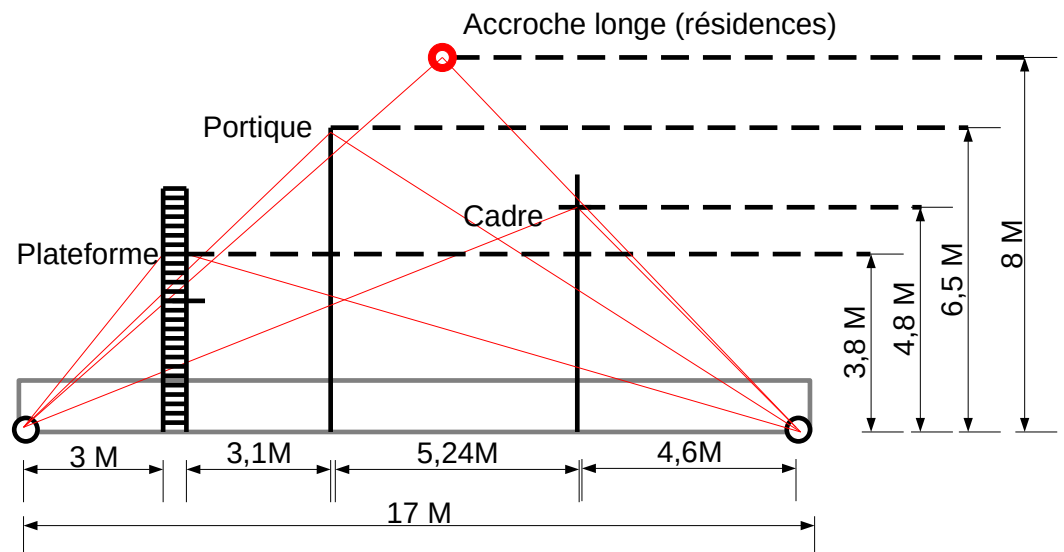 Accroche longe (résidences)
Portique
Cadre
Plateforme
3,8 M
4,8 M
6,5 M
8 M
3 M
3,1M
5,24M
4,6M
17 M